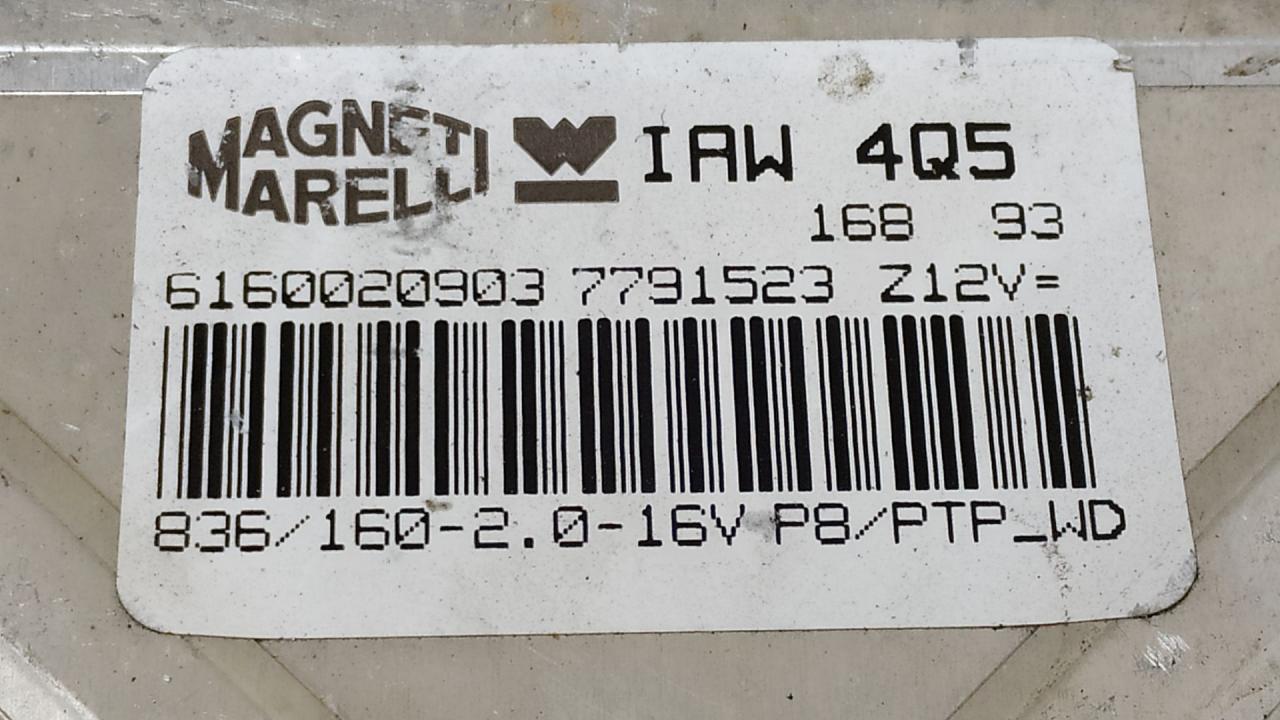 MAGNETI
MARELLI
IAW 4Q5
168 93
6160020903 7791523 Z12V=
836/160-2.0-16V P8/PTP_WD